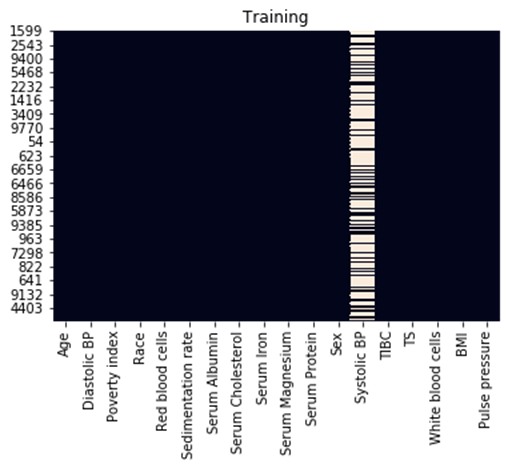 Training
1599
2543
9400
5468
2232
1416
3409
9770
54
623
6659
6466
8586
5873
9385
963
7298
822
641
9132
4403
Age
Diastolic BP
Poverty index
Race
Red blood cells
Sedimentation rate
Serum Albumin
Serum Cholesterol
Serum Iron
Serum Magnesium
Serum Protein
Sex
Systolic BP
TIBC
TS
White blood cells
BMI
Pulse pressure